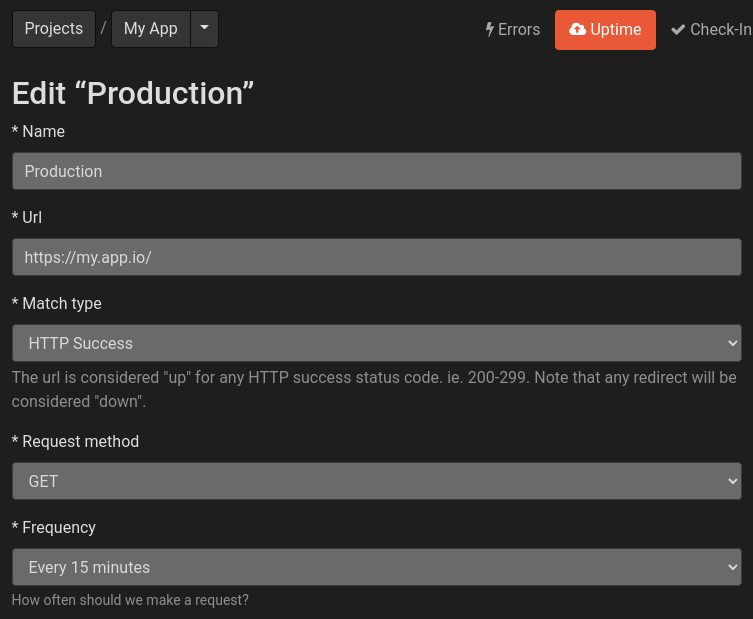 Projects / My App Errors Uptime Check-In
Edit “Production”
* Name
Production
* Url
https://my.app.io/
* Match type
HTTP Success
The url is considered "up" for any HTTP success status code. ie. 200-299. Note that any redirect will be
considered "down".
* Request method
GET
* Frequency
Every 15 minutes
How often should we make a request?